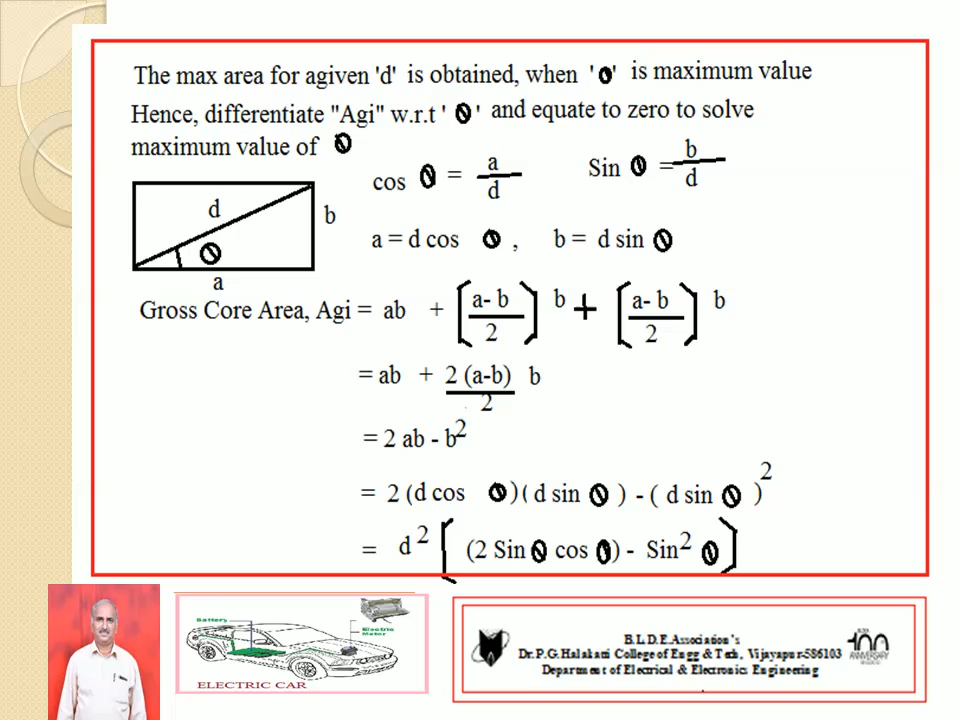 The max area for agiven 'd' is obtained, when 'θ' is maximum value
Hence, differentiate "Agi" w.r.t 'θ' and equate to zero to solve
maximum value of θ
cos θ = a/d    Sin θ = b/d
d
b
θ
a
a = d cos θ ,    b = d sin θ
Gross Core Area, Agi = ab + [a- b / 2] b + [a- b / 2] b
= ab + 2 (a-b) / 2 b
= 2 ab - b²
= 2 (d cos θ)( d sin θ ) - ( d sin θ )²
= d² [ (2 Sin θ cos θ) - Sin² θ ]
Battery
Electric
Motor
ELECTRIC CAR
B.L.D.E.Association's
Dr.P.G.Halakatti College of Engg & Tech, Vijayapur-586103
Department of Electrical & Electronics Engineering
100
ANNIVERSARY